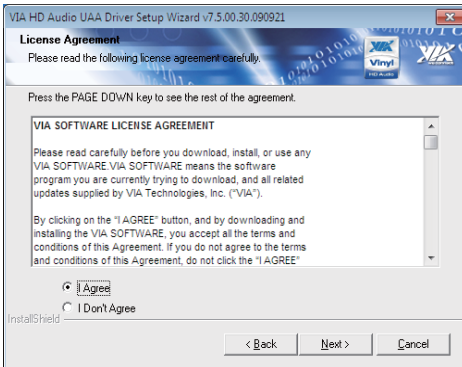 VIA HD Audio UAA Driver Setup Wizard v7.5.00.30.090921
License Agreement
Please read the following license agreement carefully.
VIA
Vinyl
HD Audio
VIA
Press the PAGE DOWN key to see the rest of the agreement.
VIA SOFTWARE LICENSE AGREEMENT
Please read carefully before you download, install, or use any
VIA SOFTWARE.VIA SOFTWARE means the software
program you are currently trying to download, and all related
updates supplied by VIA Technologies, Inc. ("VIA").
By clicking on the "I AGREE" button, and by downloading and
installing the VIA SOFTWARE, you accept all the terms and
conditions of this Agreement. If you do not agree to the terms
and conditions of this Agreement, do not click the "I AGREE"
I Agree
I Don't Agree
InstallShield
< Back
Next >
Cancel